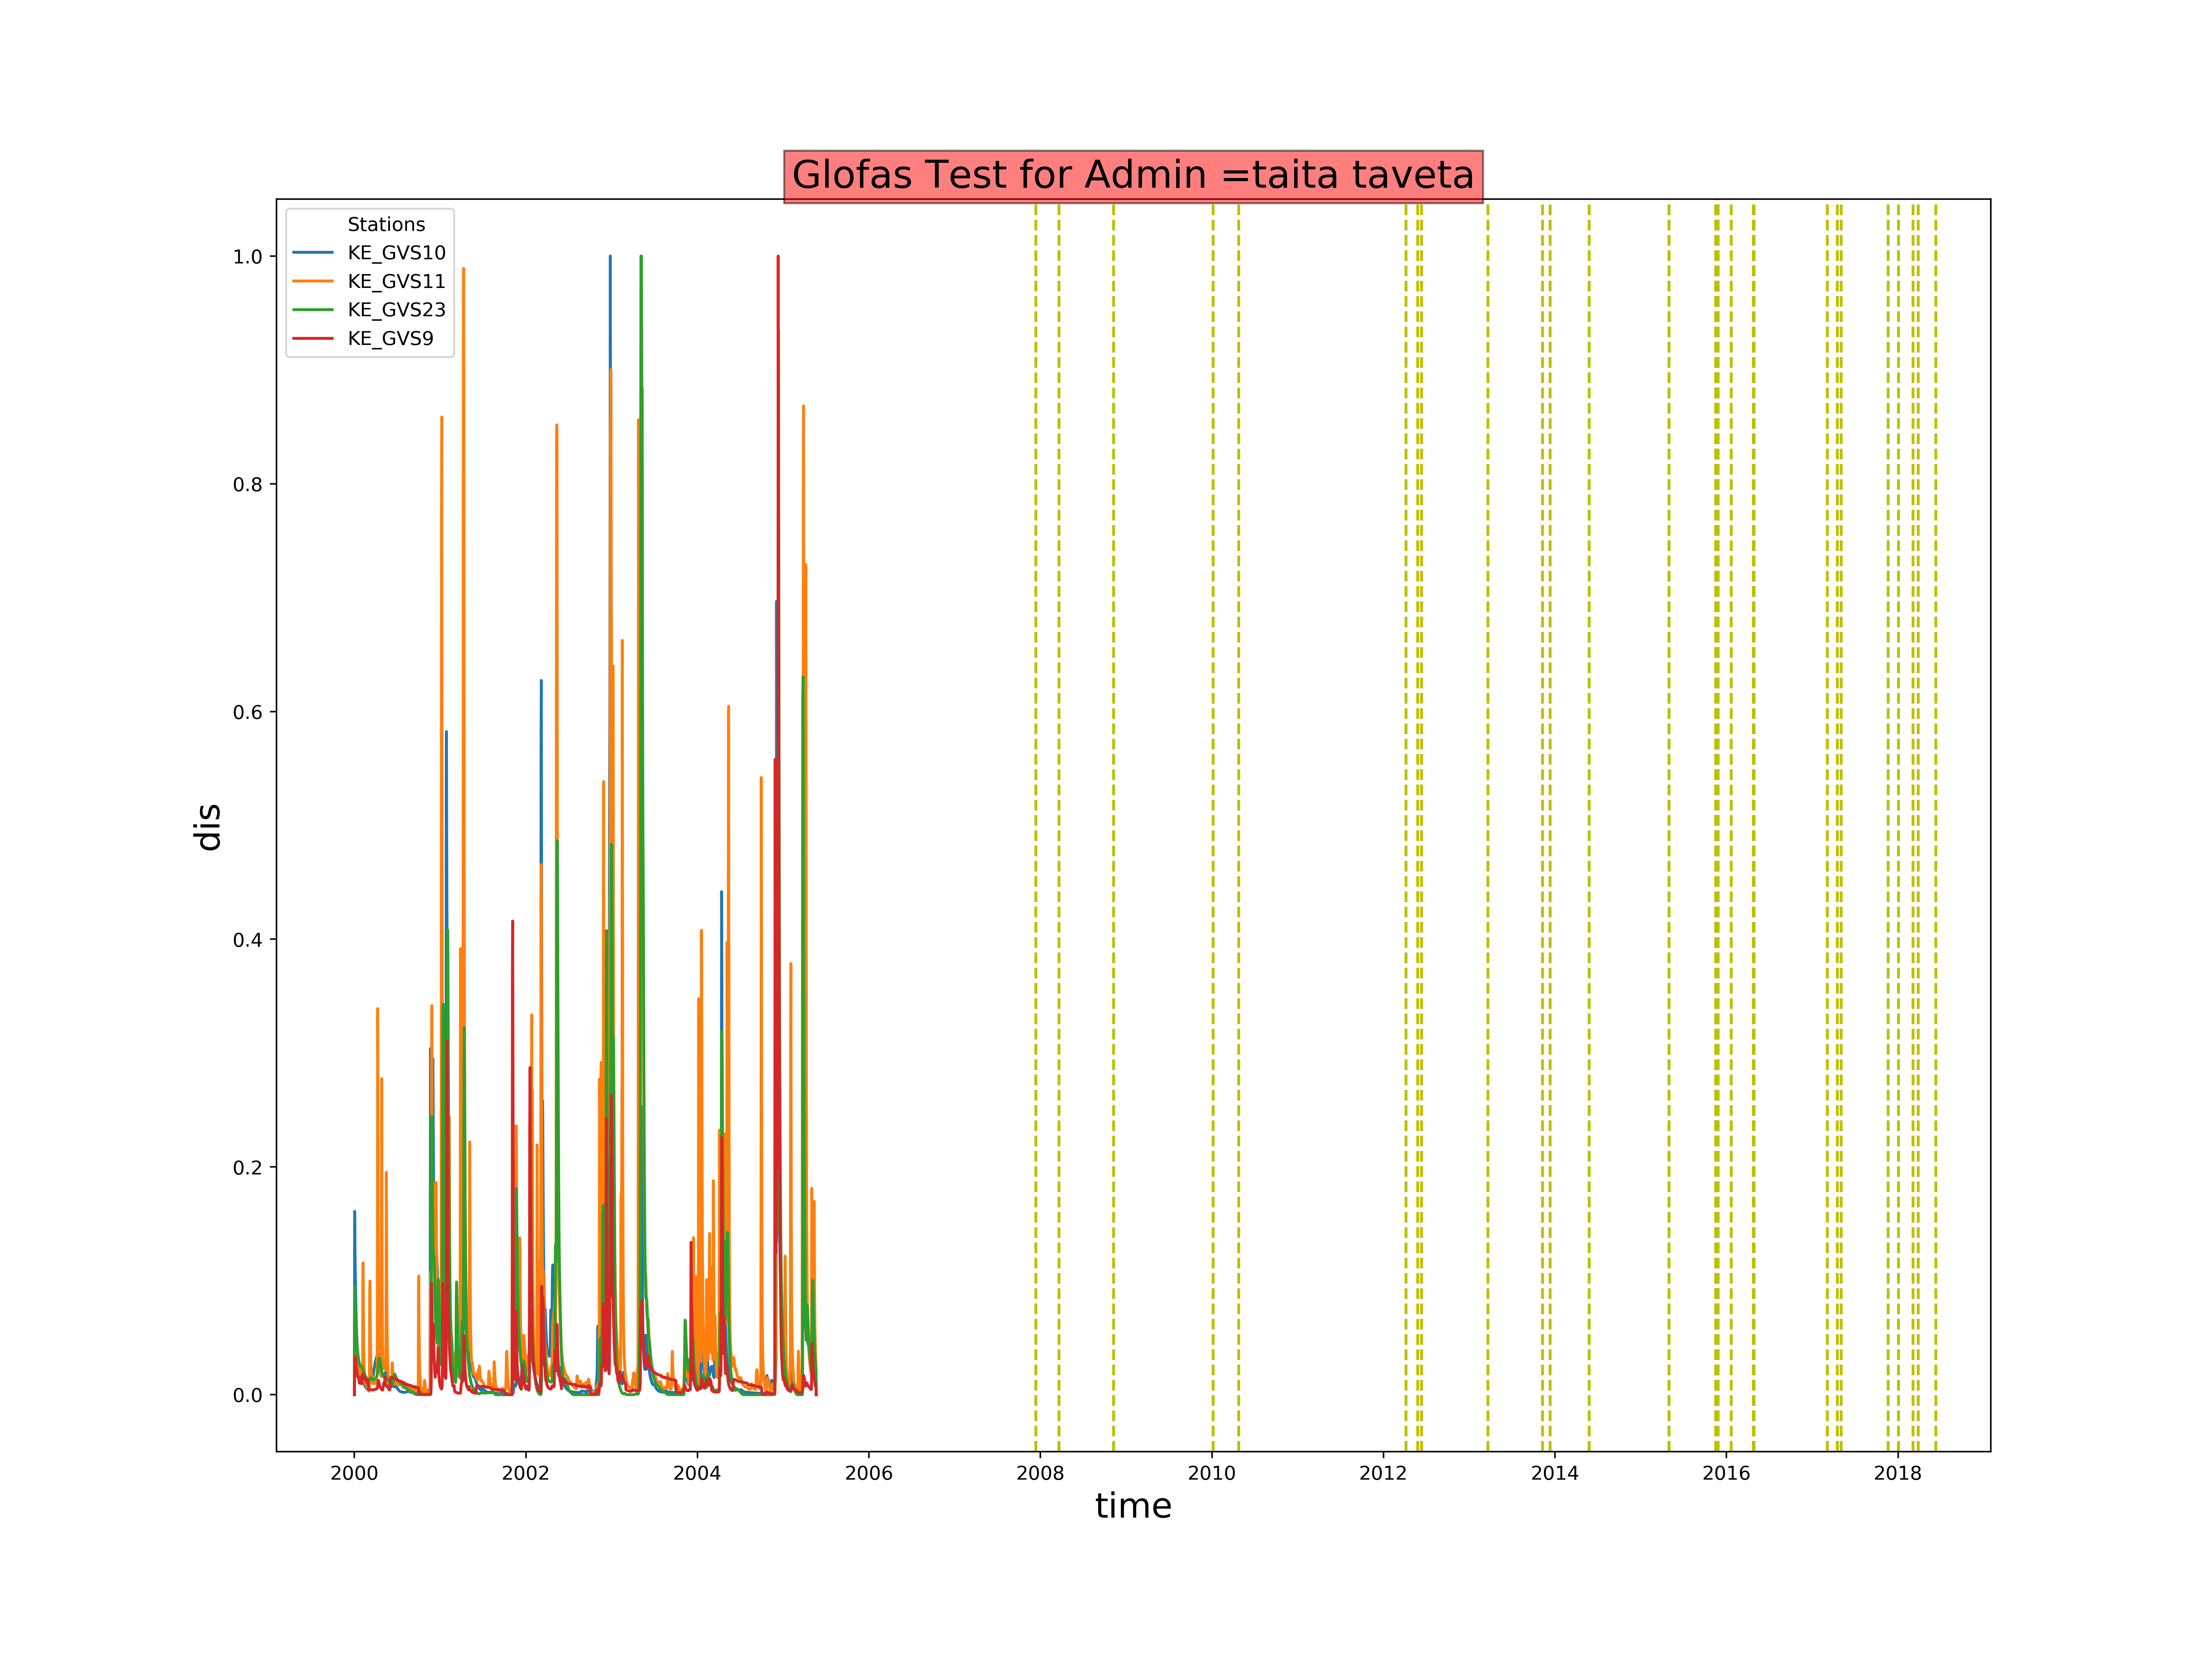 Glofas Test for Admin =taita taveta
Stations
KE_GVS10
KE_GVS11
KE_GVS23
KE_GVS9
1.0
0.8
0.6
0.4
0.2
0.0
dis
2000 2002 2004 2006 2008 2010 2012 2014 2016 2018
time